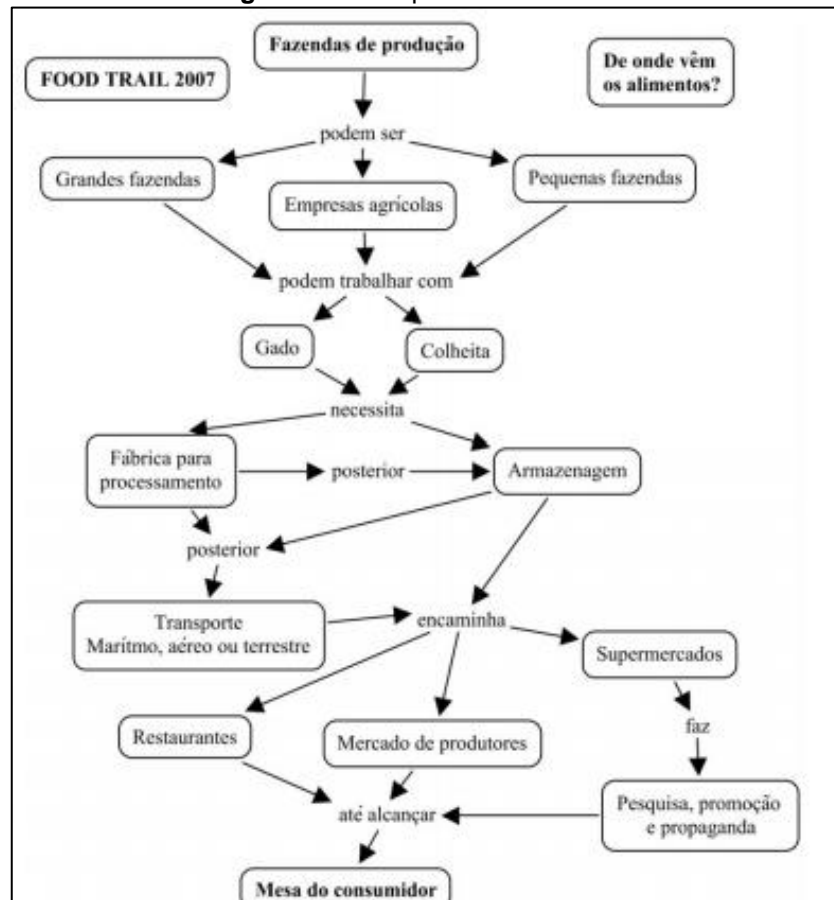 Fazendas de produção
FOOD TRAIL 2007
De onde vêm
os alimentos?
podem ser
Grandes fazendas
Empresas agrícolas
Pequenas fazendas
podem trabalhar com
Gado
Colheita
necessita
Fábrica para
processamento
posterior
Armazenagem
posterior
Transporte
Marítmo, aéreo ou terrestre
encaminha
Supermercados
Restaurantes
Mercado de produtores
faz
até alcançar
Pesquisa, promoção
e propaganda
Mesa do consumidor